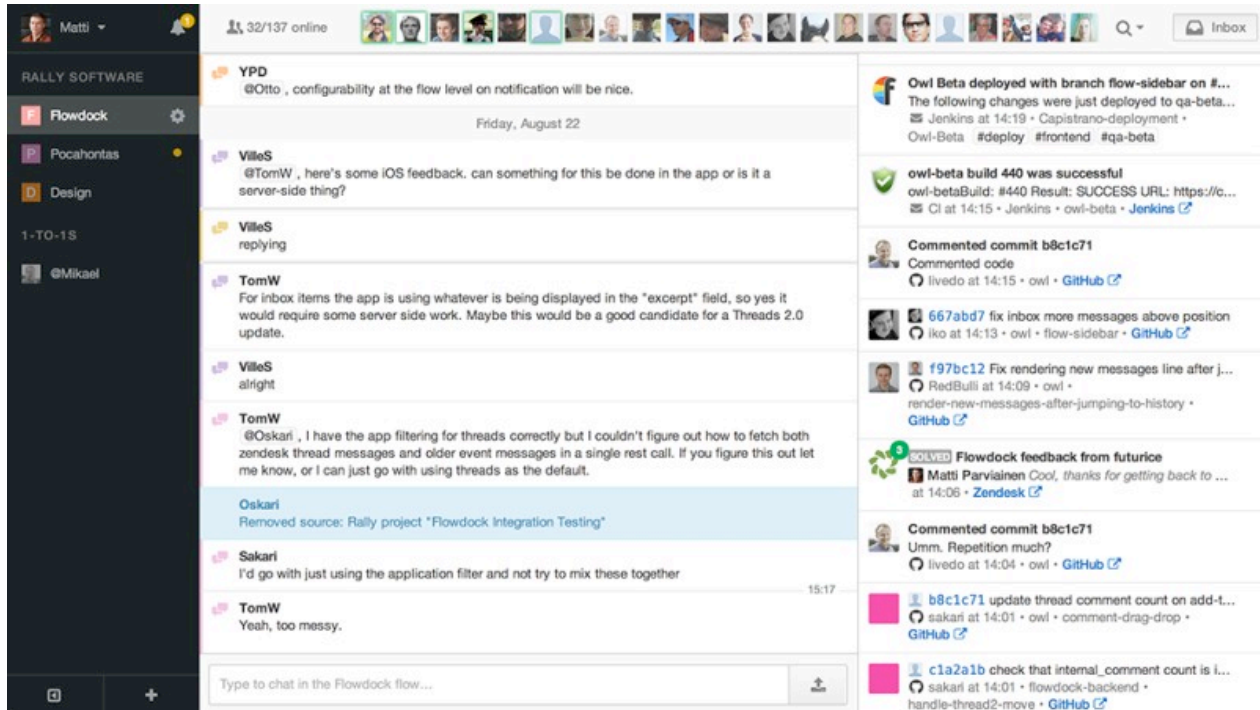 Matti
1
RALLY SOFTWARE
F Flowdock
P Pocahontas
D Design
1-TO-1S
@Mikael
32/137 online
Inbox
YPD
@Otto , configurability at the flow level on notification will be nice.
Friday, August 22
VilleS
@TomW , here's some iOS feedback. can something for this be done in the app or is it a
server-side thing?
VilleS
replying
TomW
For inbox items the app is using whatever is being displayed in the "excerpt" field, so yes it
would require some server side work. Maybe this would be a good candidate for a Threads 2.0
update.
VilleS
alright
TomW
@Oskari , I have the app filtering for threads correctly but I couldn't figure out how to fetch both
zendesk thread messages and older event messages in a single rest call. If you figure this out let
me know, or I can just go with using threads as the default.
Oskari
Removed source: Rally project "Flowdock Integration Testing"
Sakari
I'd go with just using the application filter and not try to mix these together
15:17
TomW
Yeah, too messy.
Type to chat in the Flowdock flow...
Owl Beta deployed with branch flow-sidebar on #...
The following changes were just deployed to qa-beta...
Jenkins at 14:19 • Capistrano-deployment •
Owl-Beta #deploy #frontend #qa-beta
owl-beta build 440 was successful
owl-betaBuild: #440 Result: SUCCESS URL: https://c...
CI at 14:15 • Jenkins • owl-beta • Jenkins
Commented commit b8c1c71
Commented code
livedo at 14:15 • owl • GitHub
667abd7 fix inbox more messages above position
iko at 14:13 • owl • flow-sidebar • GitHub
f97bc12 Fix rendering new messages line after j...
RedBulli at 14:09 • owl •
render-new-messages-after-jumping-to-history •
GitHub
3
SOLVED Flowdock feedback from futurice
Matti Parviainen Cool, thanks for getting back to ...
at 14:06 • Zendesk
Commented commit b8c1c71
Umm. Repetition much?
livedo at 14:04 • owl • GitHub
b8c1c71 update thread comment count on add-t...
sakari at 14:01 • owl • comment-drag-drop •
GitHub
c1a2a1b check that internal_comment count is i...
sakari at 14:01 • flowdock-backend •
handle-thread2-move • GitHub